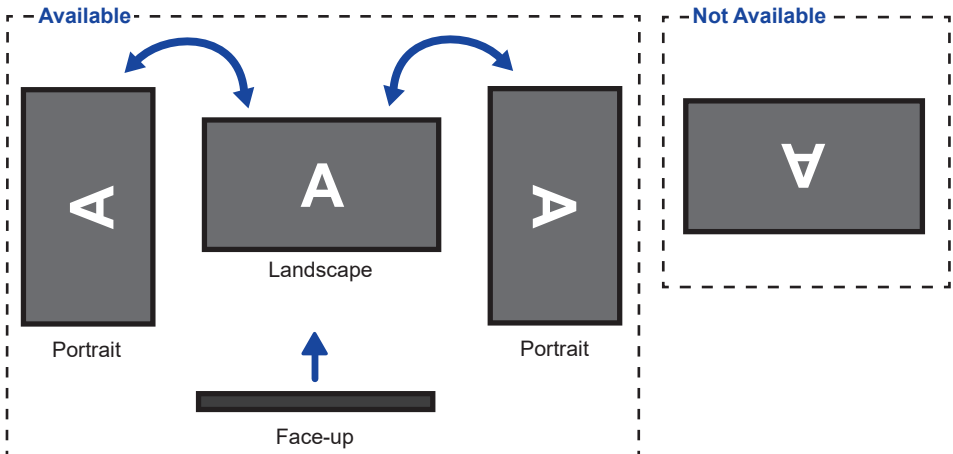 Available
Not Available
A
A
A
A
Landscape
Portrait
Portrait
Face-up